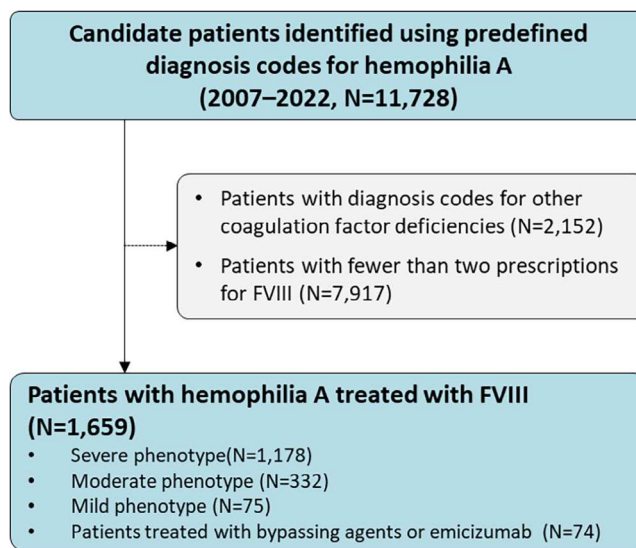 Candidate patients identified using predefined
diagnosis codes for hemophilia A
(2007–2022, N=11,728)
• Patients with diagnosis codes for other
coagulation factor deficiencies (N=2,152)
• Patients with fewer than two prescriptions
for FVIII (N=7,917)
Patients with hemophilia A treated with FVIII
(N=1,659)
• Severe phenotype(N=1,178)
• Moderate phenotype (N=332)
• Mild phenotype (N=75)
• Patients treated with bypassing agents or emicizumab (N=74)